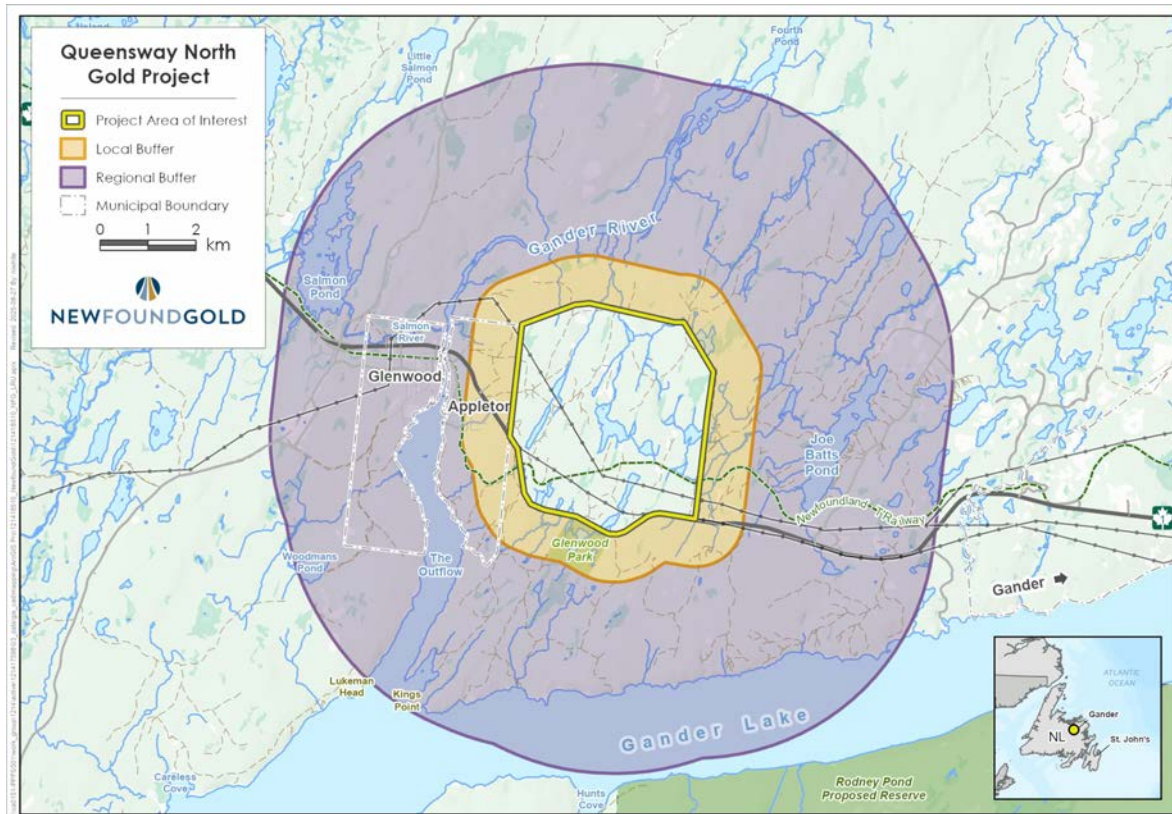 Queensway North
Gold Project
Project Area of Interest
Local Buffer
Regional Buffer
Municipal Boundary
0 1 2
km
NEWFOUNDGOLD
Little
Salmon
Pond
Fourth
Pond
Gander River
Salmon
Pond
Salmon
River
Glenwood
Appleton
Joe
Batts
Pond
Newfoundland T'Railway
Glenwood
Park
Woodmans
Pond
The
Outflow
Gander
Lukeman
Head
Kings
Point
Gander Lake
Careless
Cove
Hunts
Cove
Rodney Pond
Proposed Reserve
ATLANTIC
OCEAN
Gander
NL
St. John's